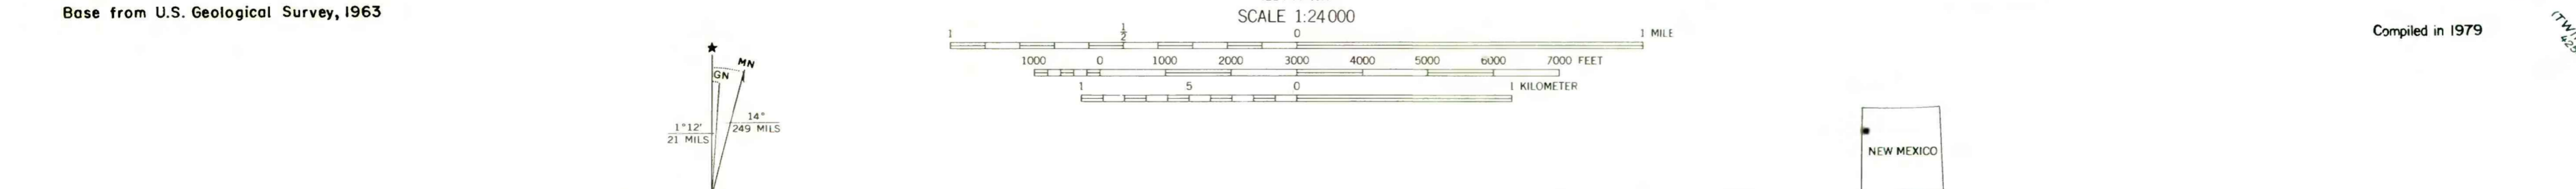 Base from U.S. Geological Survey, 1963
SCALE 1:24 000
1 1/2 0 1 MILE
1000 0 1000 2000 3000 4000 5000 6000 7000 FEET
1 5 0 1 KILOMETER
MN
GN
14°
249 MILS
1°12'
21 MILS
NEW MEXICO
Compiled in 1979